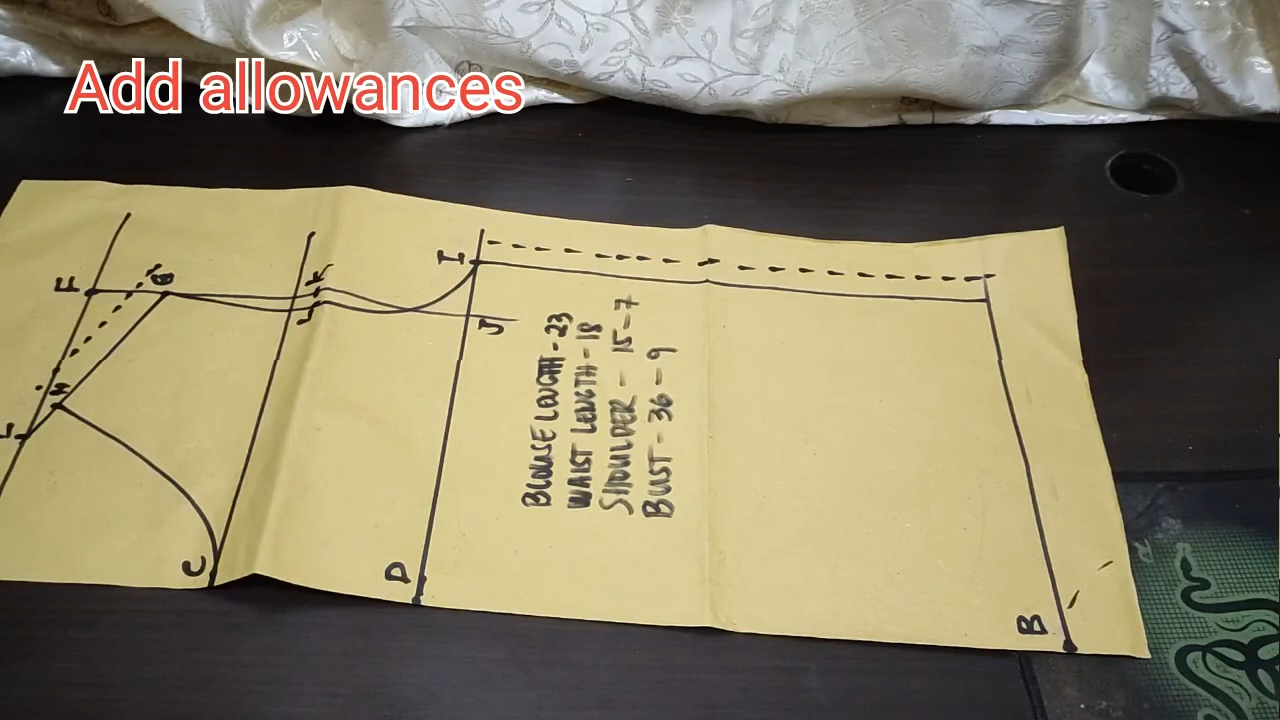 Add allowances
F
G
H
L
K
L
I
J
C
D
B
BLOUSE LENGTH - 23
WAIST LENGTH - 18
SHOULDER - 15 - 7
BUST - 36 - 9